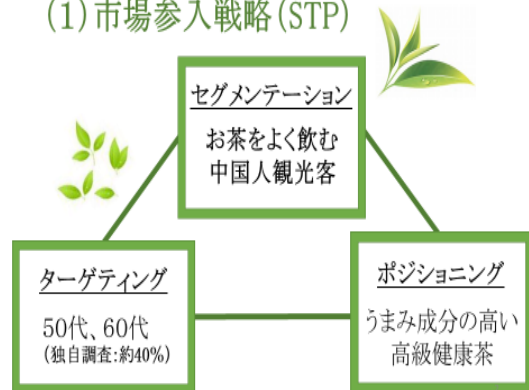 (1)市場参入戦略(STP)
セグメンテーション
お茶をよく飲む
中国人観光客
ターゲティング
50代、60代
(独自調査:約40%)
ポジショニング
うまみ成分の高い
高級健康茶